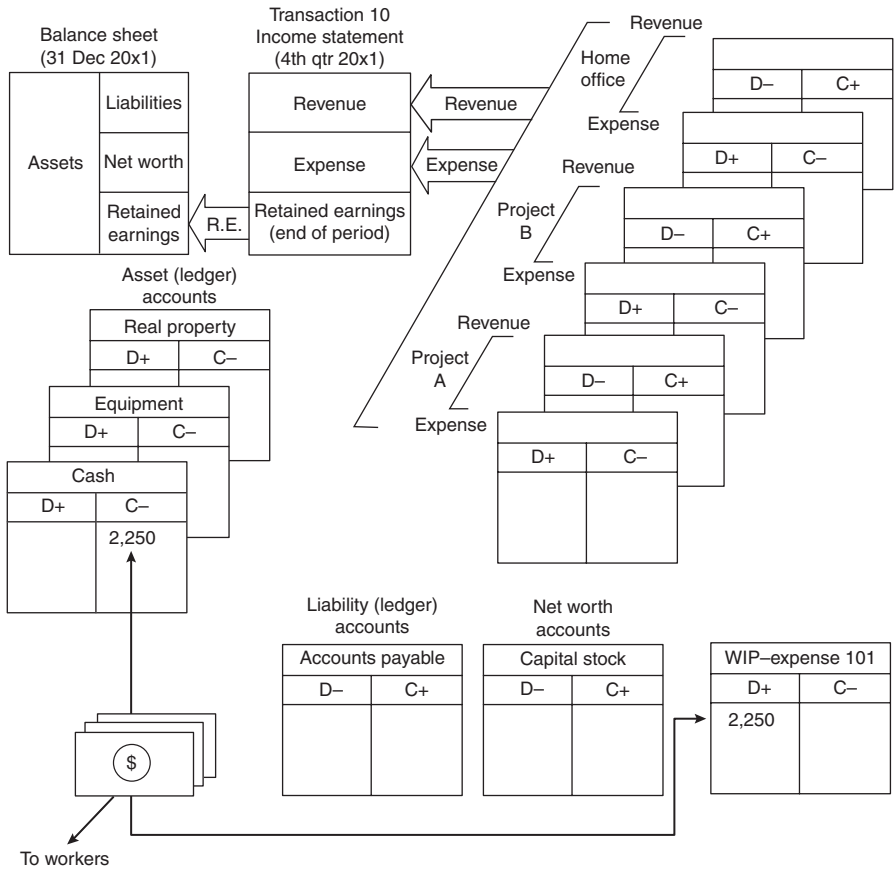 Balance sheet
(31 Dec 20x1)
Assets
Liabilities
Net worth
Retained
earnings
Transaction 10
Income statement
(4th qtr 20x1)
Revenue
Expense
Retained earnings
(end of period)
Revenue
Expense
R.E.
Revenue
Home
office
Expense
Revenue
Project
B
Expense
Revenue
Project
A
Expense
D– C+
D+ C–
D– C+
D+ C–
D– C+
D+ C–
Asset (ledger)
accounts
Real property
D+ C–
Equipment
D+ C–
Cash
D+ C–
2,250
$
To workers
Liability (ledger)
accounts
Accounts payable
D– C+
Net worth
accounts
Capital stock
D– C+
WIP–expense 101
D+ C–
2,250